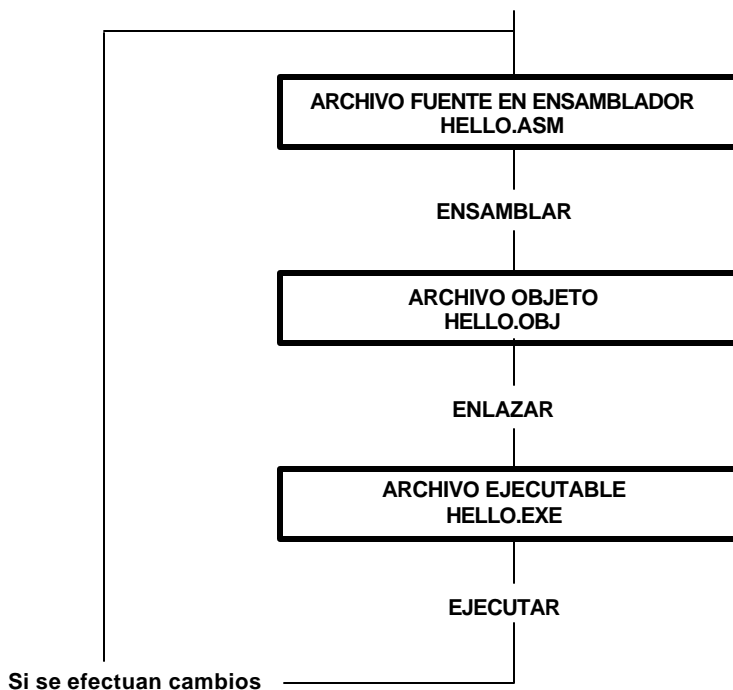 ARCHIVO FUENTE EN ENSAMBLADOR
HELLO.ASM
ENSAMBLAR
ARCHIVO OBJETO
HELLO.OBJ
ENLAZAR
ARCHIVO EJECUTABLE
HELLO.EXE
EJECUTAR
Si se efectuan cambios